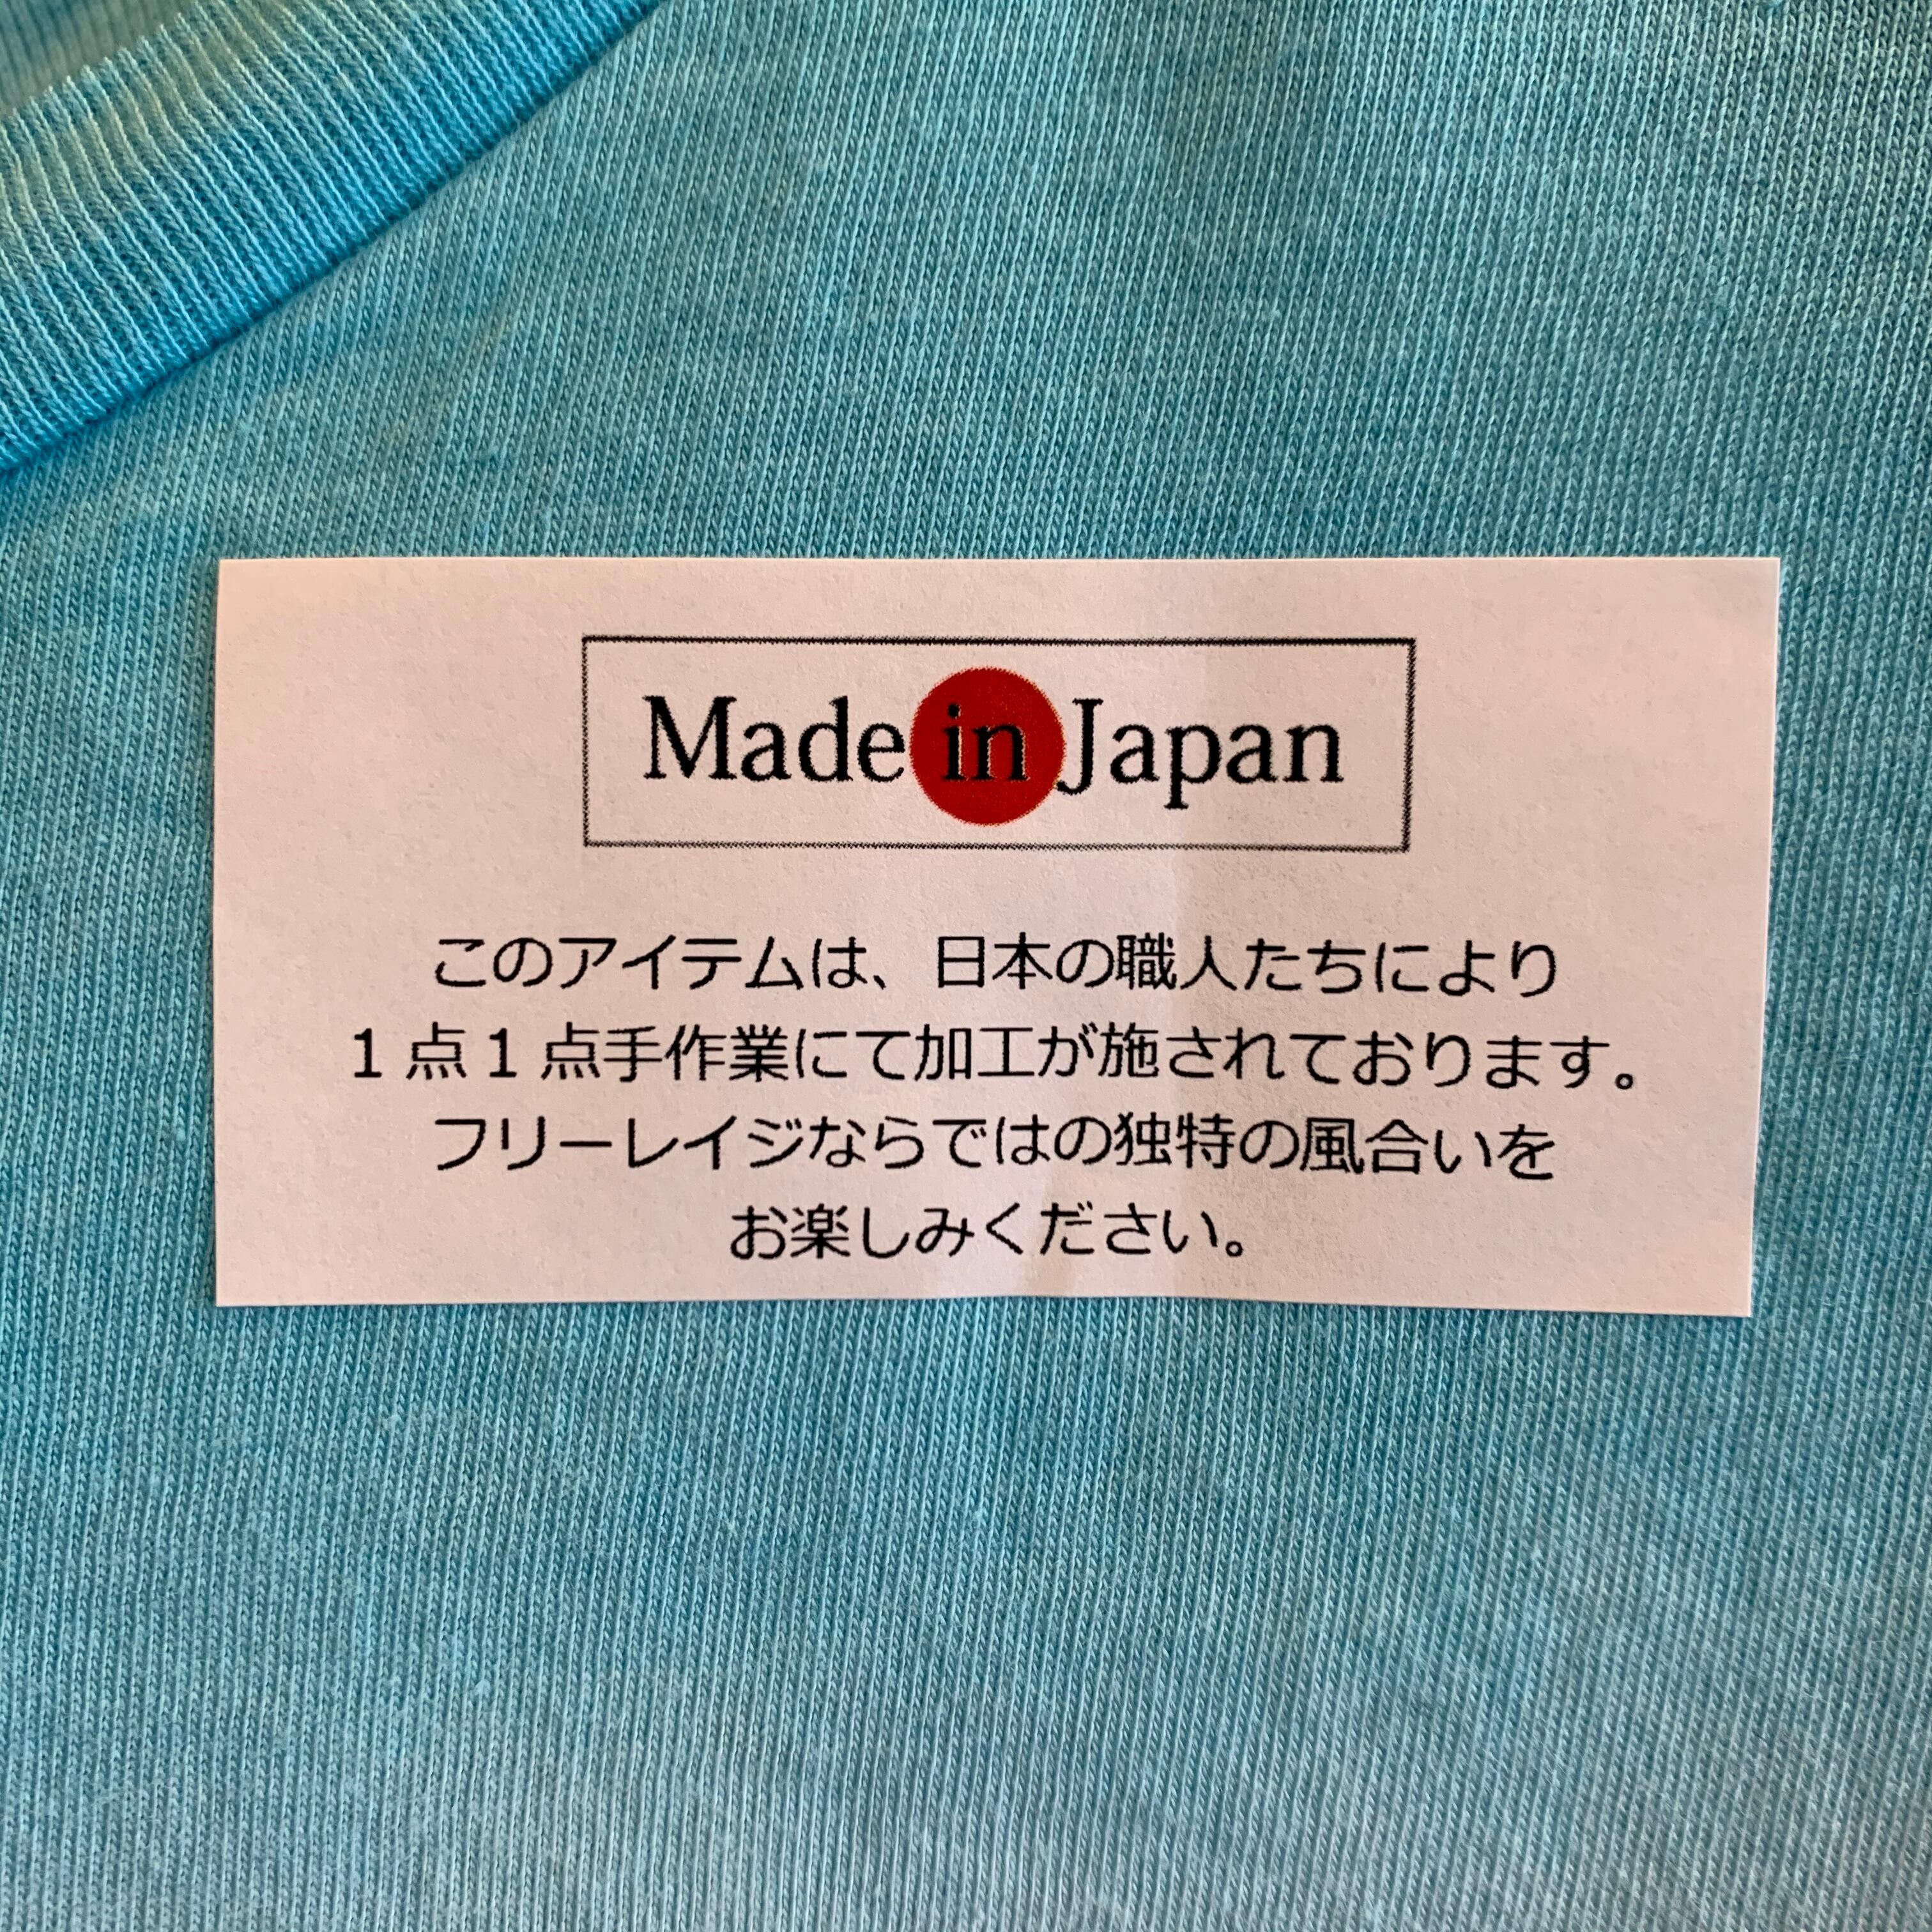 Made in Japan
このアイテムは、日本の職人たちにより
１点１点手作業にて加工が施されております。
フリーレイジならではの独特の風合いを
お楽しみください。